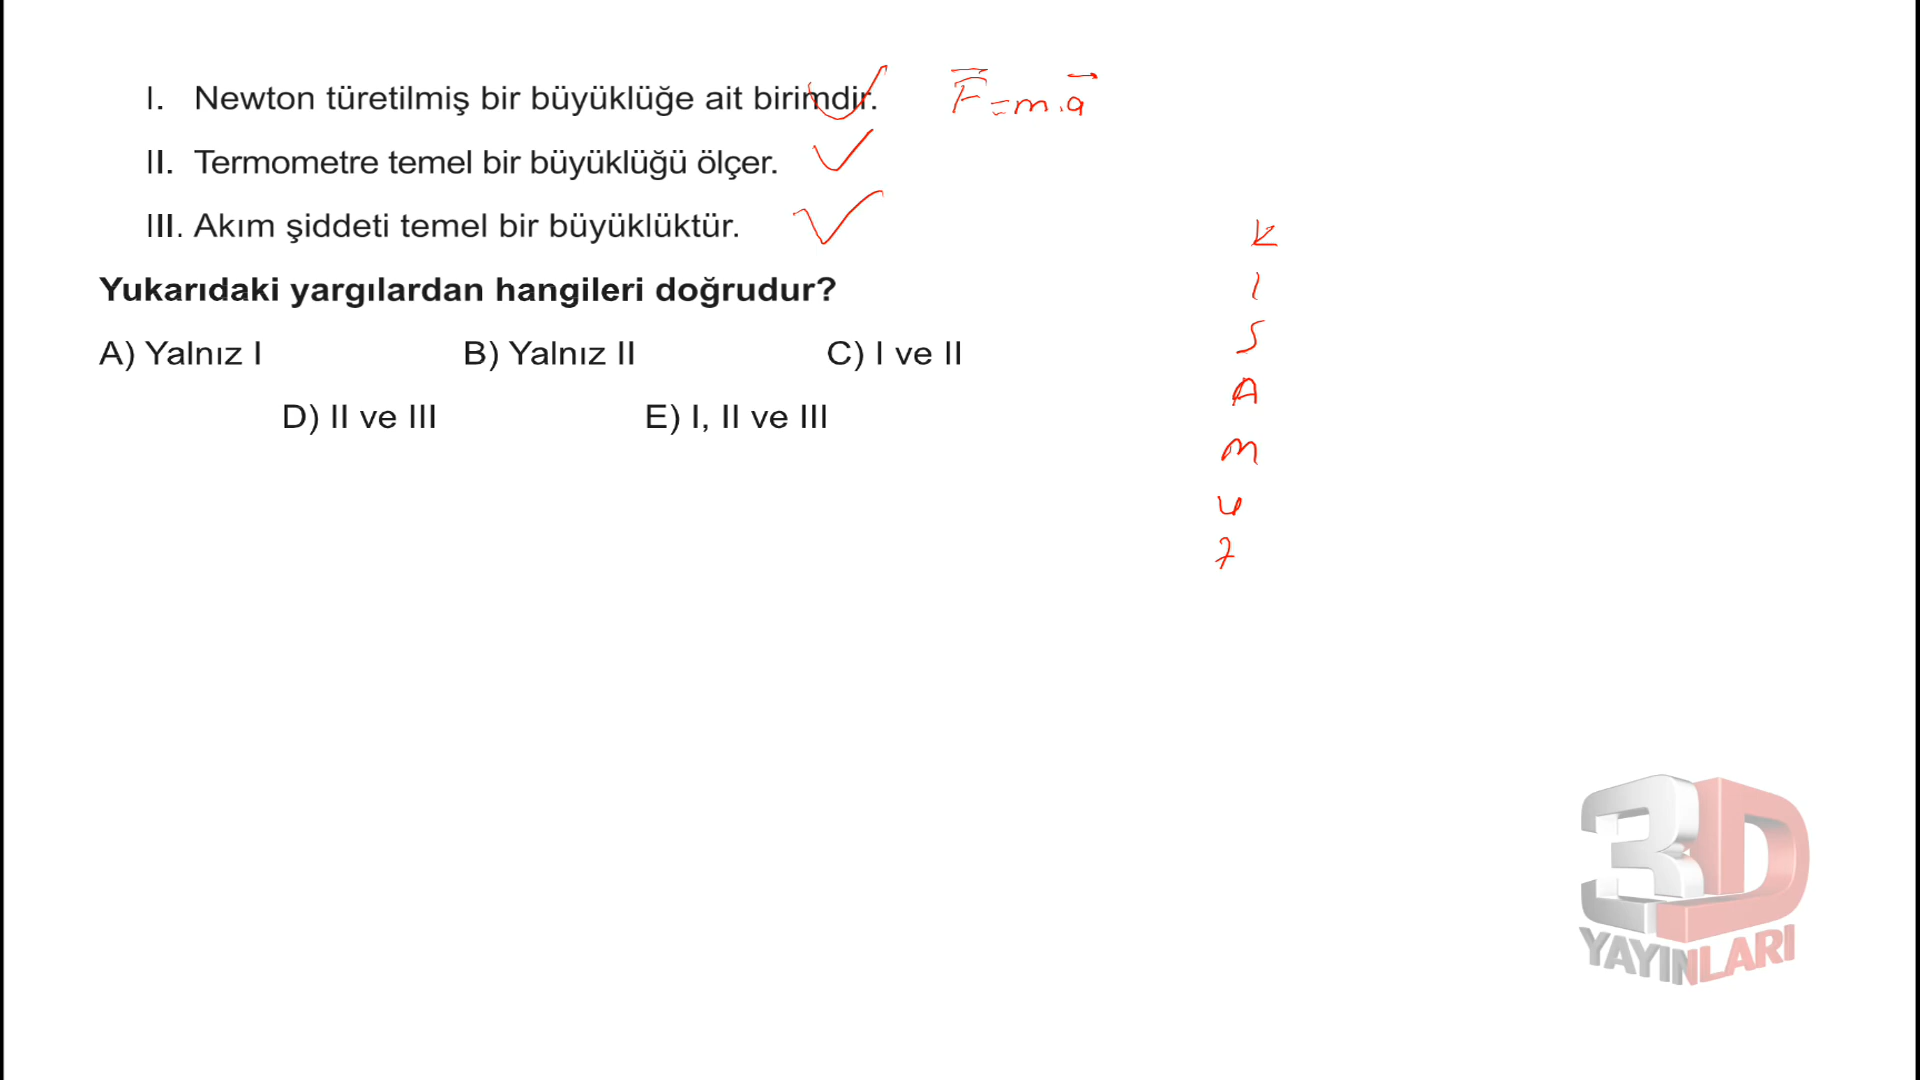 I. Newton türetilmiş bir büyüklüğe ait birimdir. F=m.a
II. Termometre temel bir büyüklüğü ölçer.
III. Akım şiddeti temel bir büyüklüktür.
Yukarıdaki yargılardan hangileri doğrudur?
A) Yalnız I B) Yalnız II C) I ve II
D) II ve III E) I, II ve III
K
I
S
A
M
U
Z
3D
YAYINLARI